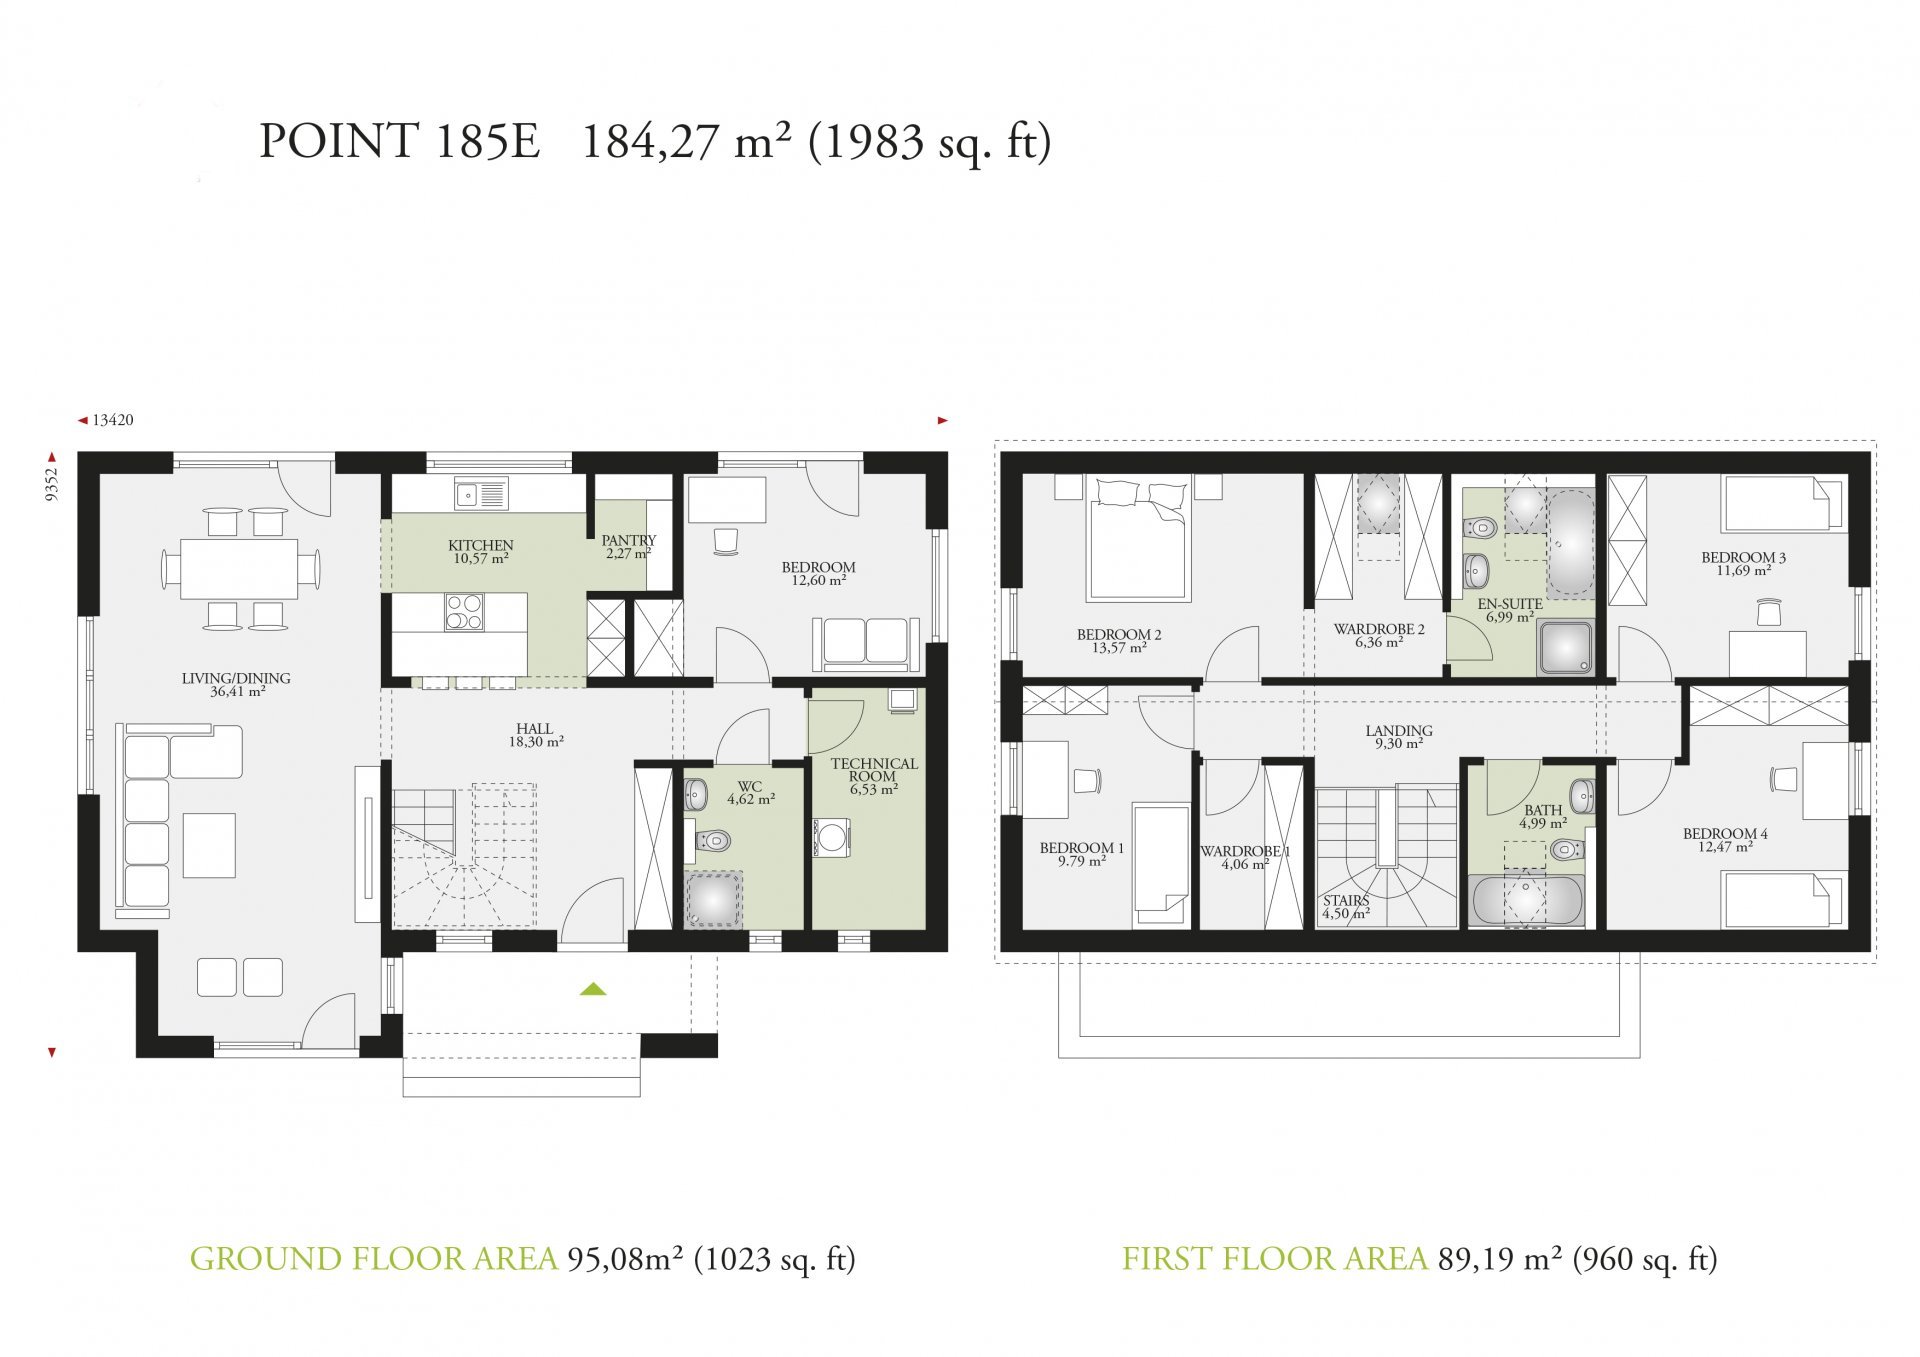 POINT 185E 184,27 m² (1983 sq. ft)
13420
9352
KITCHEN
10,57 m²
PANTRY
2,27 m²
BEDROOM
12,60 m²
LIVING/DINING
36,41 m²
HALL
18,30 m²
TECHNICAL
ROOM
6,53 m²
WC
4,62 m²
BEDROOM 2
13,57 m²
WARDROBE 2
6,36 m²
EN-SUITE
6,99 m²
BEDROOM 3
11,69 m²
LANDING
9,30 m²
BEDROOM 1
9.79 m²
WARDROBE 1
4,06 m²
STAIRS
4,50 m²
BATH
4,99 m²
BEDROOM 4
12,47 m²
GROUND FLOOR AREA 95,08m² (1023 sq. ft)
FIRST FLOOR AREA 89,19 m² (960 sq. ft)